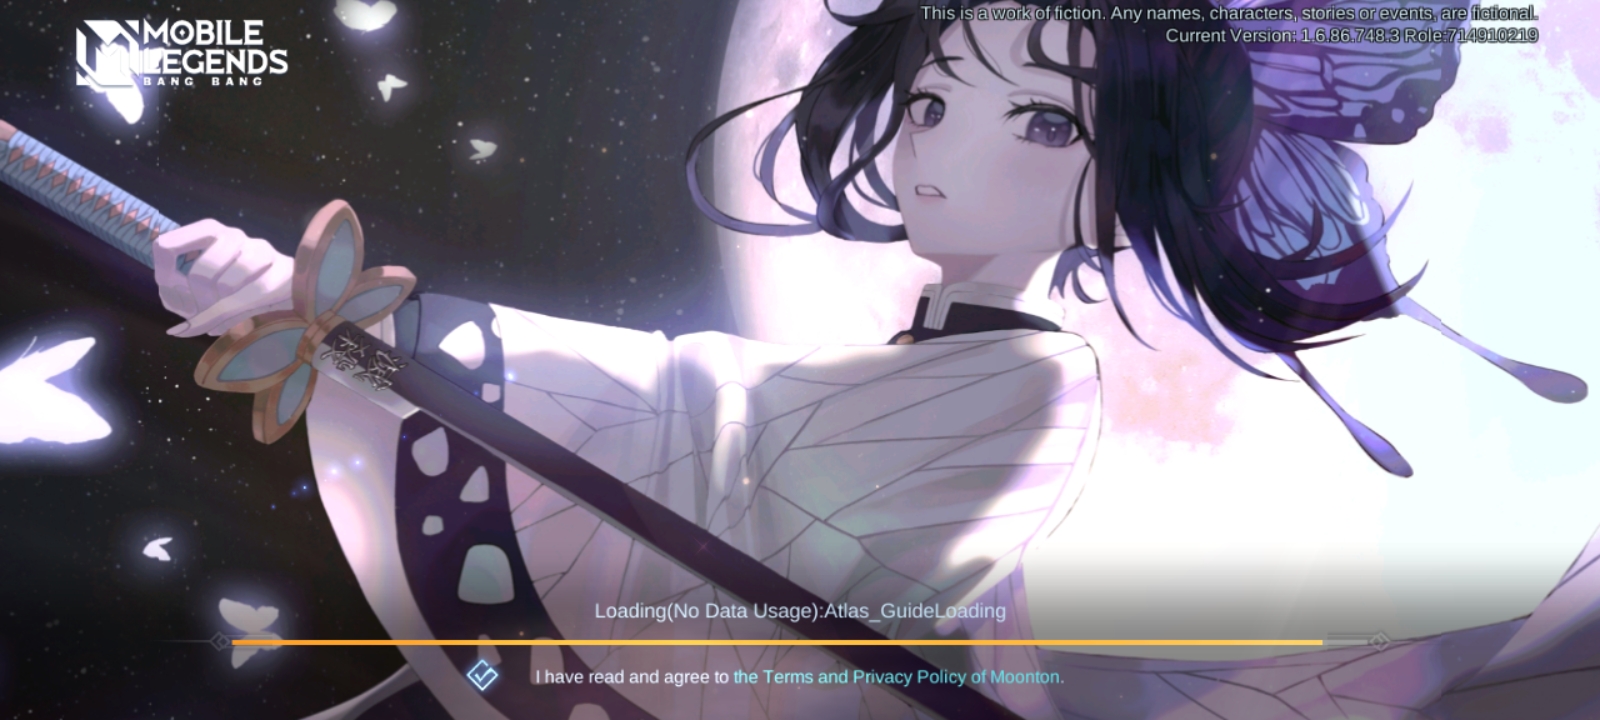 MOBILE
LEGENDS
BANG BANG
This is a work of fiction. Any names, characters, stories or events, are fictional.
Current Version: 1.6.86.748.3 Role:714910219
Loading(No Data Usage):Atlas_GuideLoading
I have read and agree to the Terms and Privacy Policy of Moonton.